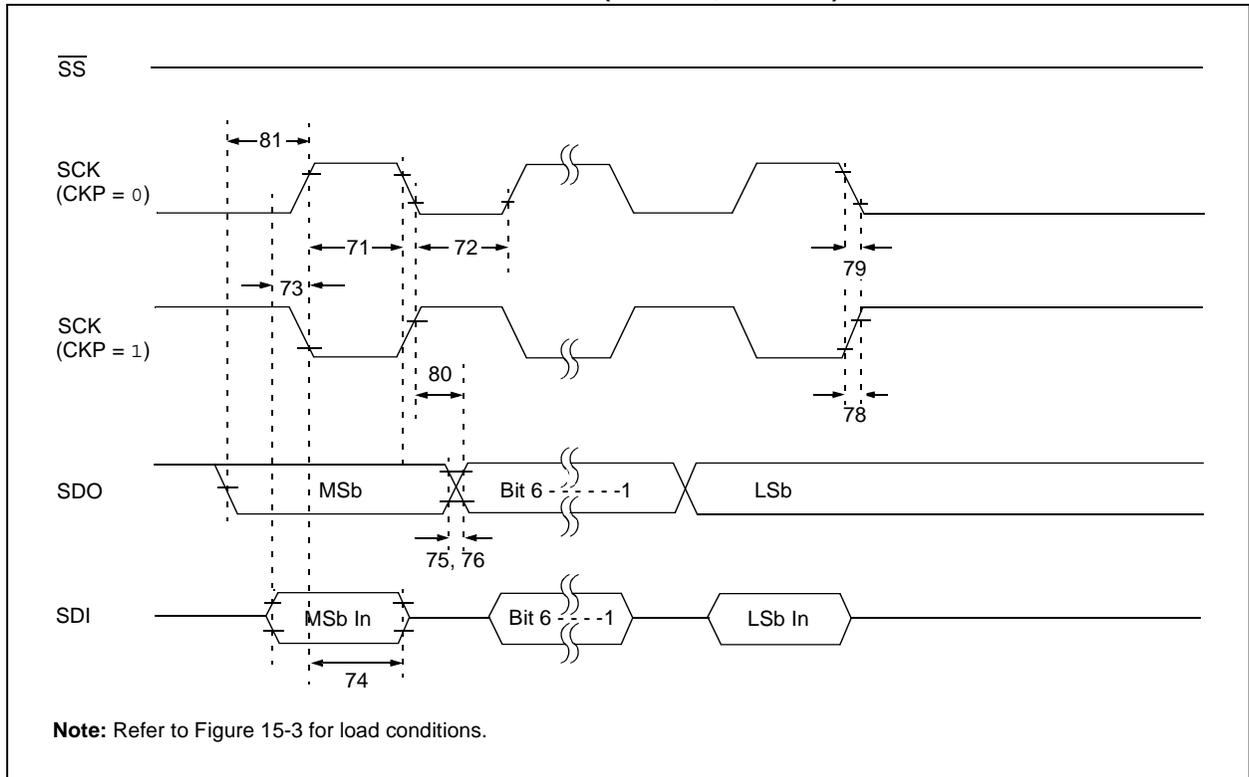 SS
81
SCK
(CKP = 0)
71
72
79
73
SCK
(CKP = 1)
80
78
SDO
MSb
Bit 6 - - - - - - -1
LSb
75, 76
SDI
MSb In
Bit 6 - - - - -1
LSb In
74
Note: Refer to Figure 15-3 for load conditions.